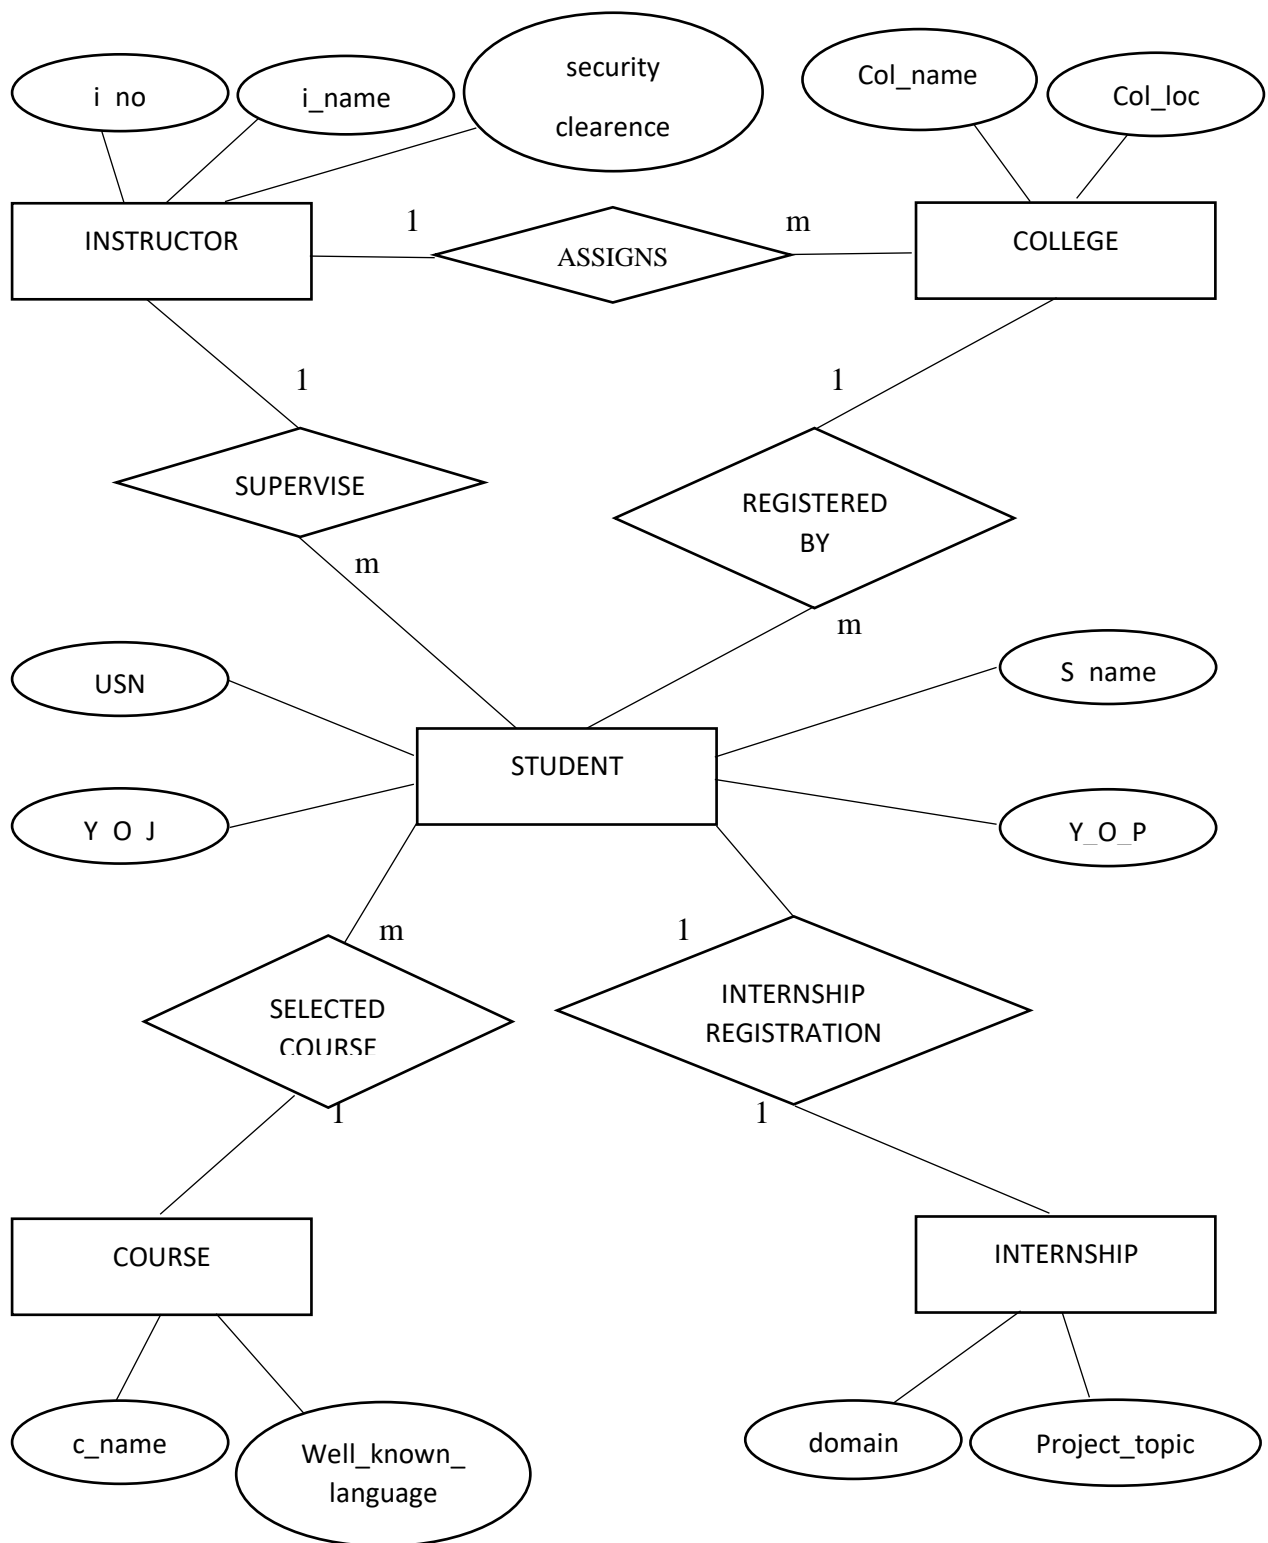 i no
i_name
security
clearence
Col_name
Col_loc
INSTRUCTOR
1
ASSIGNS
m
COLLEGE
1
1
SUPERVISE
REGISTERED
BY
m
m
USN
S name
STUDENT
Y O J
Y_O_P
m
1
SELECTED
COURSE
INTERNSHIP
REGISTRATION
1
1
COURSE
INTERNSHIP
c_name
Well_known_
language
domain
Project_topic